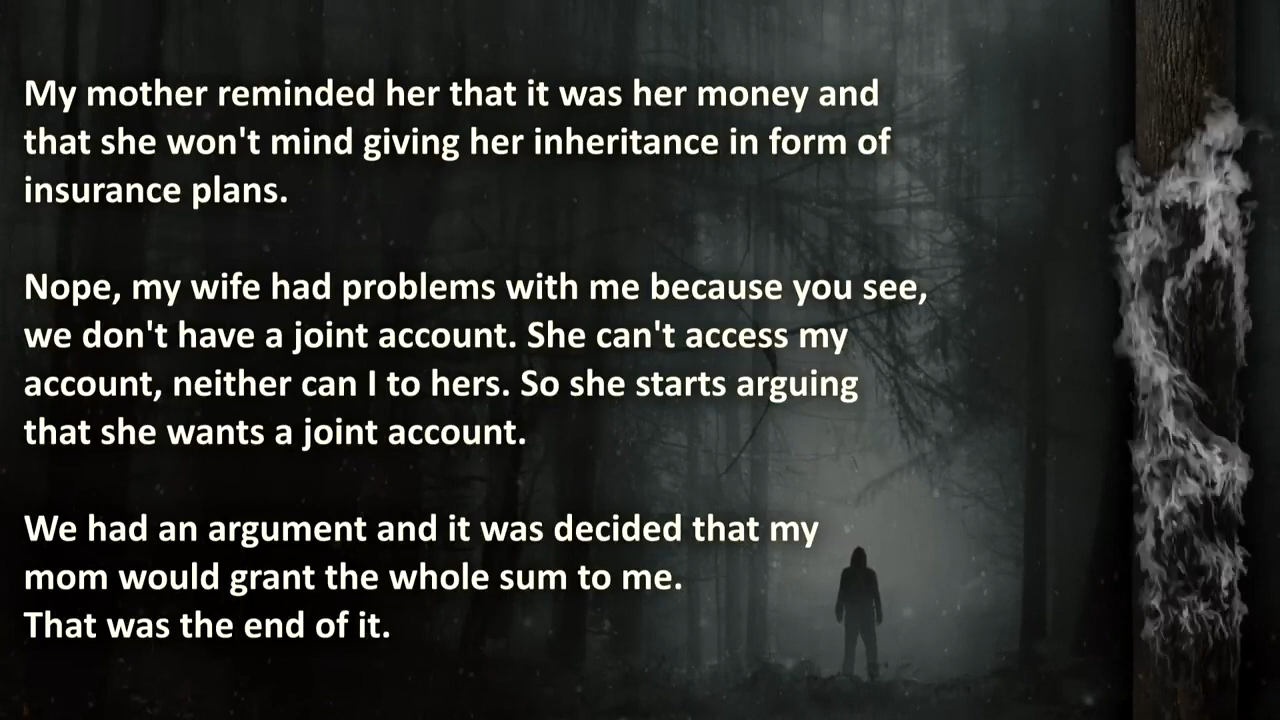 My mother reminded her that it was her money and
that she won't mind giving her inheritance in form of
insurance plans.
Nope, my wife had problems with me because you see,
we don't have a joint account. She can't access my
account, neither can I to hers. So she starts arguing
that she wants a joint account.
We had an argument and it was decided that my
mom would grant the whole sum to me.
That was the end of it.